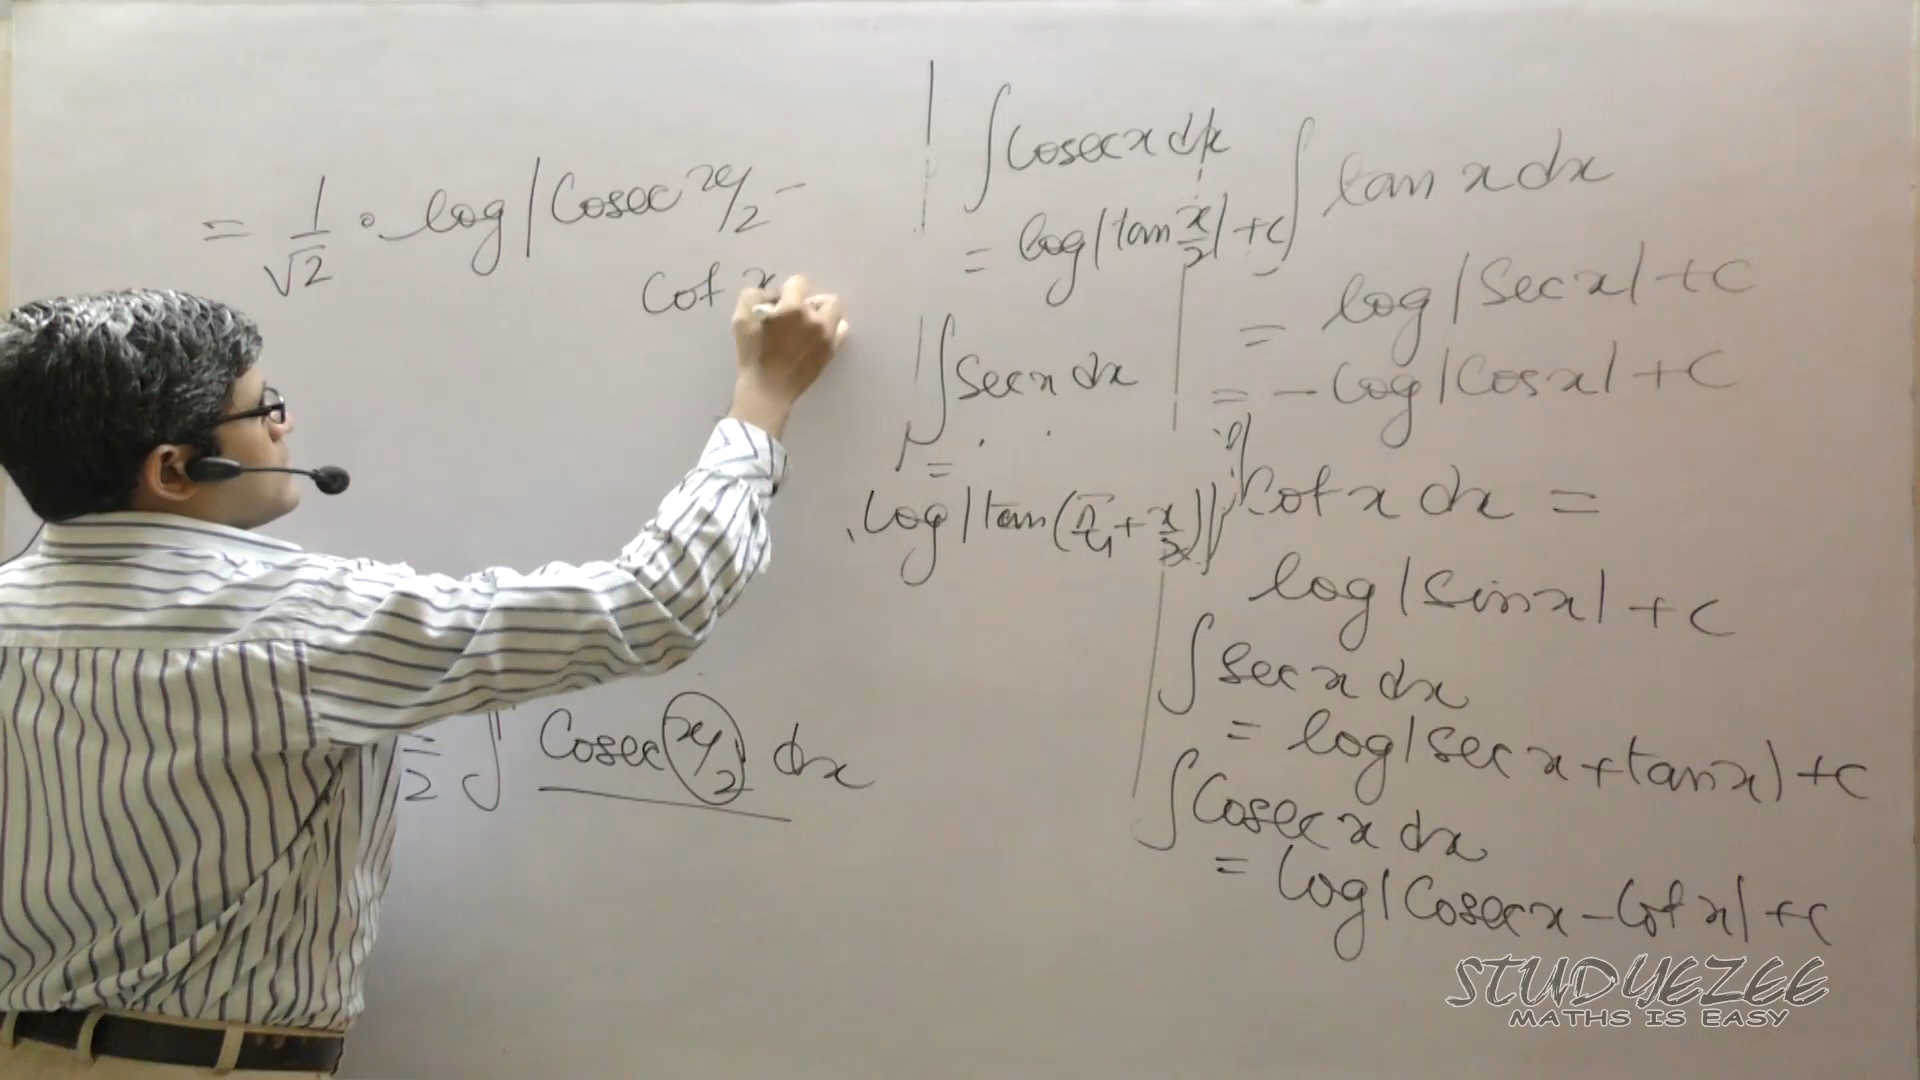 = 1/√2 . log|Cosec x/2 -
Cot x
2 ∫ Cosec(x/2) dx
∫Cosec x dx
= log|tan x/2| + c
∫Sec x dx
=
log|tan(π/4 + x/2)|
∫ tan x dx
= log|Sec x| + c
= - log|Cos x| + c
∫Cot x dx =
log|Sin x| + c
∫ Sec x dx
= log|Sec x + tan x| + c
∫Cosec x dx
= log|Cosec x - Cot x| + c
STUDYEZEE
MATHS IS EASY